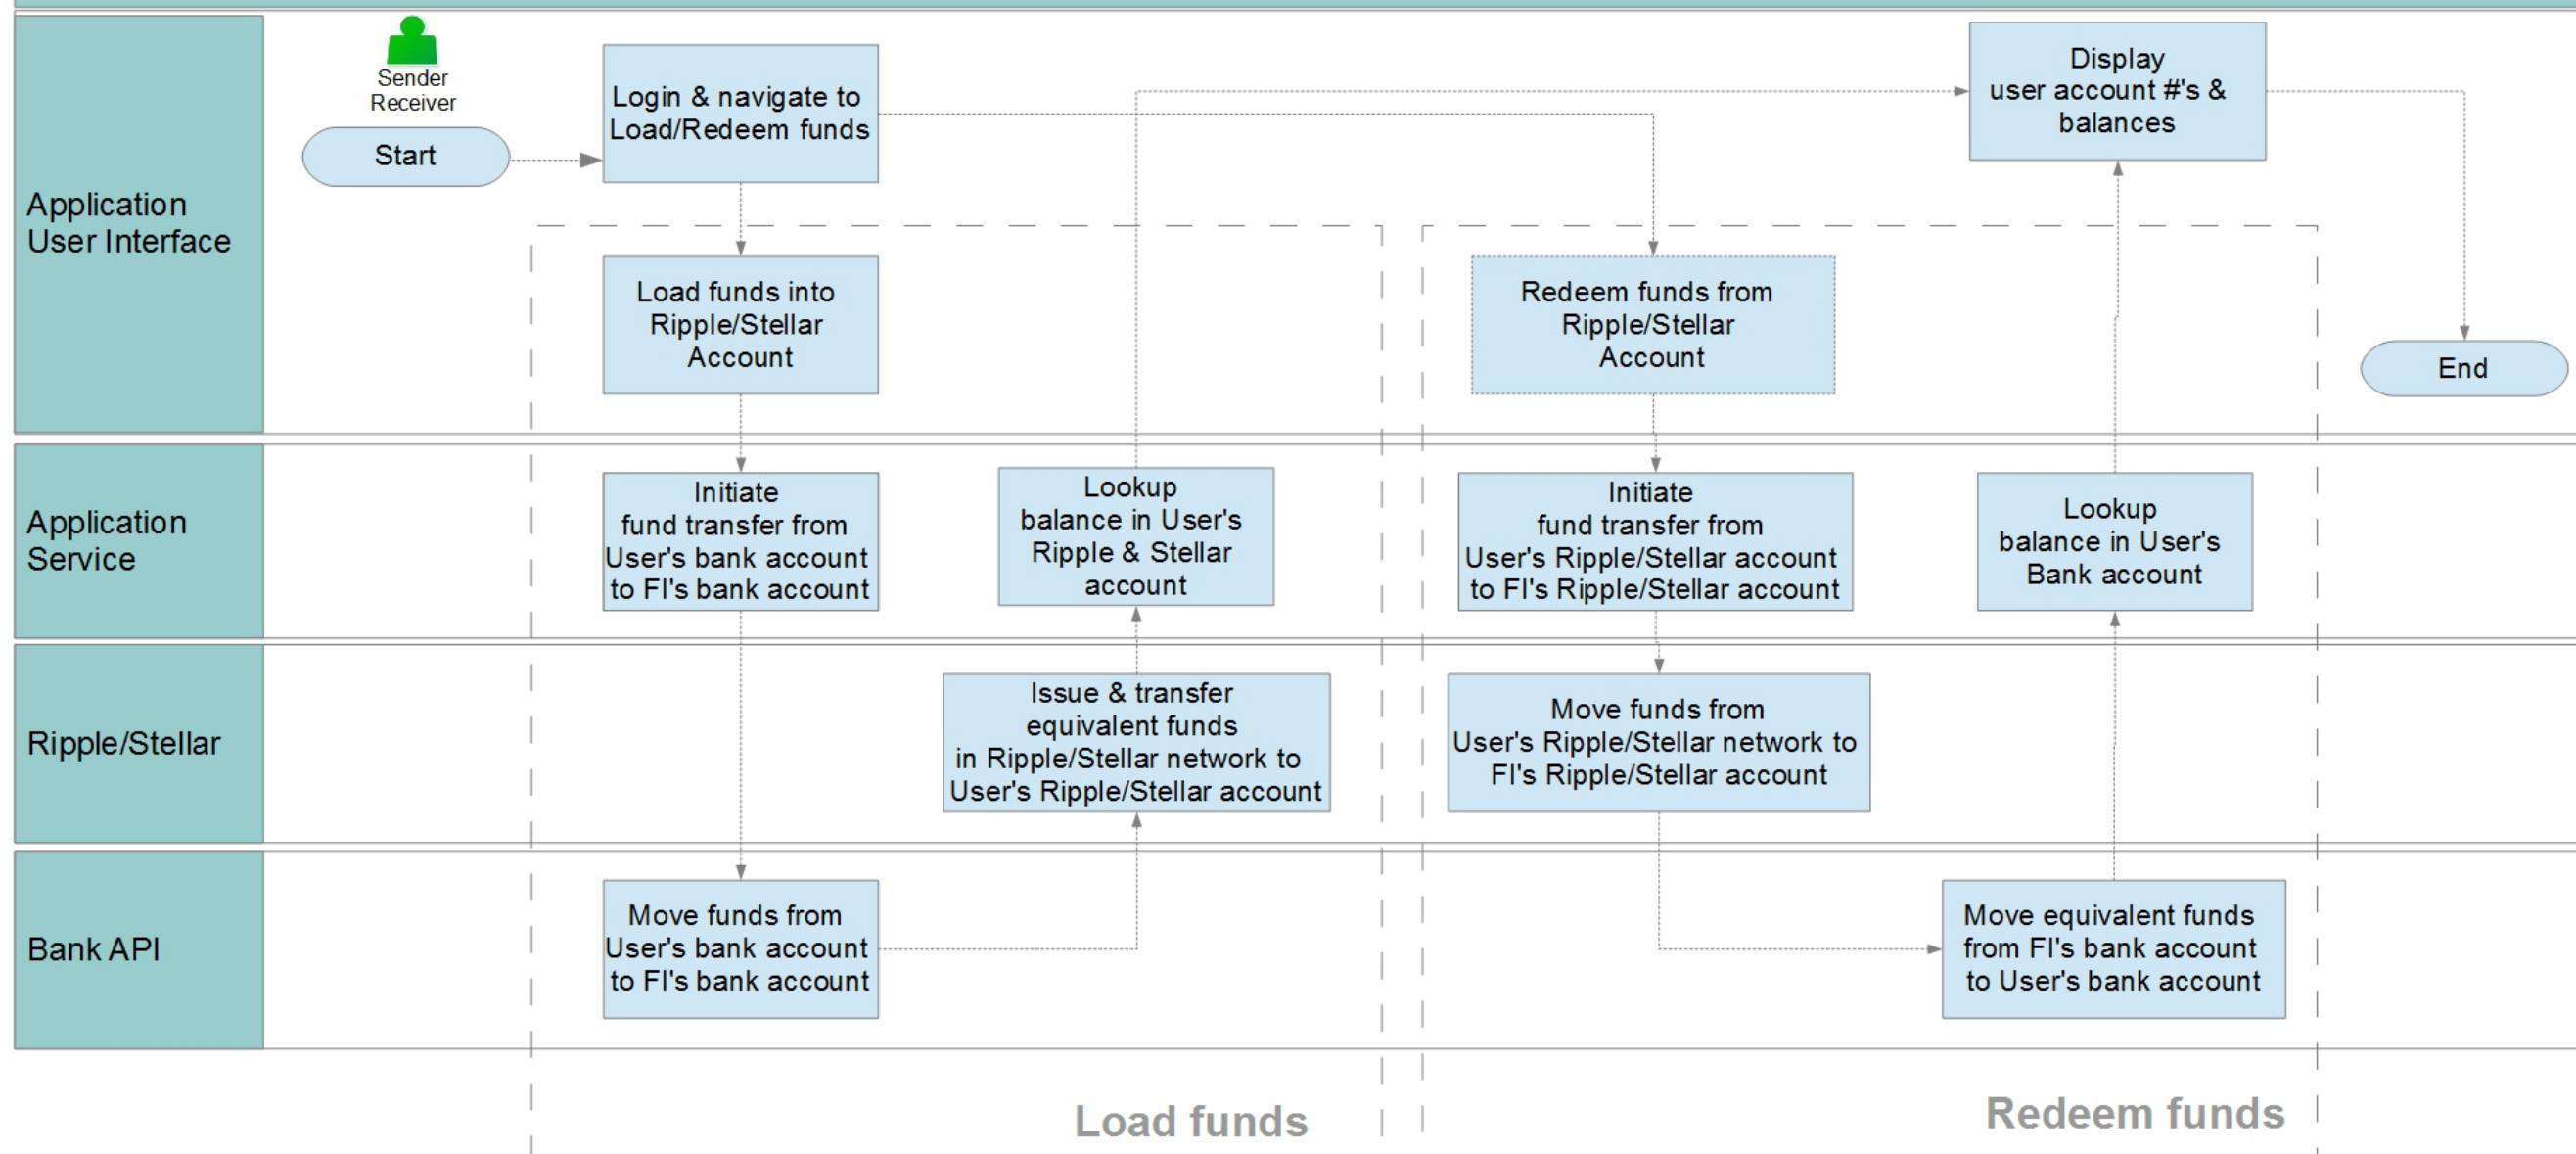 Sender
Receiver
Start
Login & navigate to
Load/Redeem funds
Display
user account #'s &
balances
Application
User Interface
Load funds into
Ripple/Stellar
Account
Redeem funds from
Ripple/Stellar
Account
End
Application
Service
Initiate
fund transfer from
User's bank account
to FI's bank account
Lookup
balance in User's
Ripple & Stellar
account
Initiate
fund transfer from
User's Ripple/Stellar account
to FI's Ripple/Stellar account
Lookup
balance in User's
Bank account
Ripple/Stellar
Issue & transfer
equivalent funds
in Ripple/Stellar network to
User's Ripple/Stellar account
Move funds from
User's Ripple/Stellar network to
FI's Ripple/Stellar account
Bank API
Move funds from
User's bank account
to FI's bank account
Move equivalent funds
from FI's bank account
to User's bank account
Load funds
Redeem funds